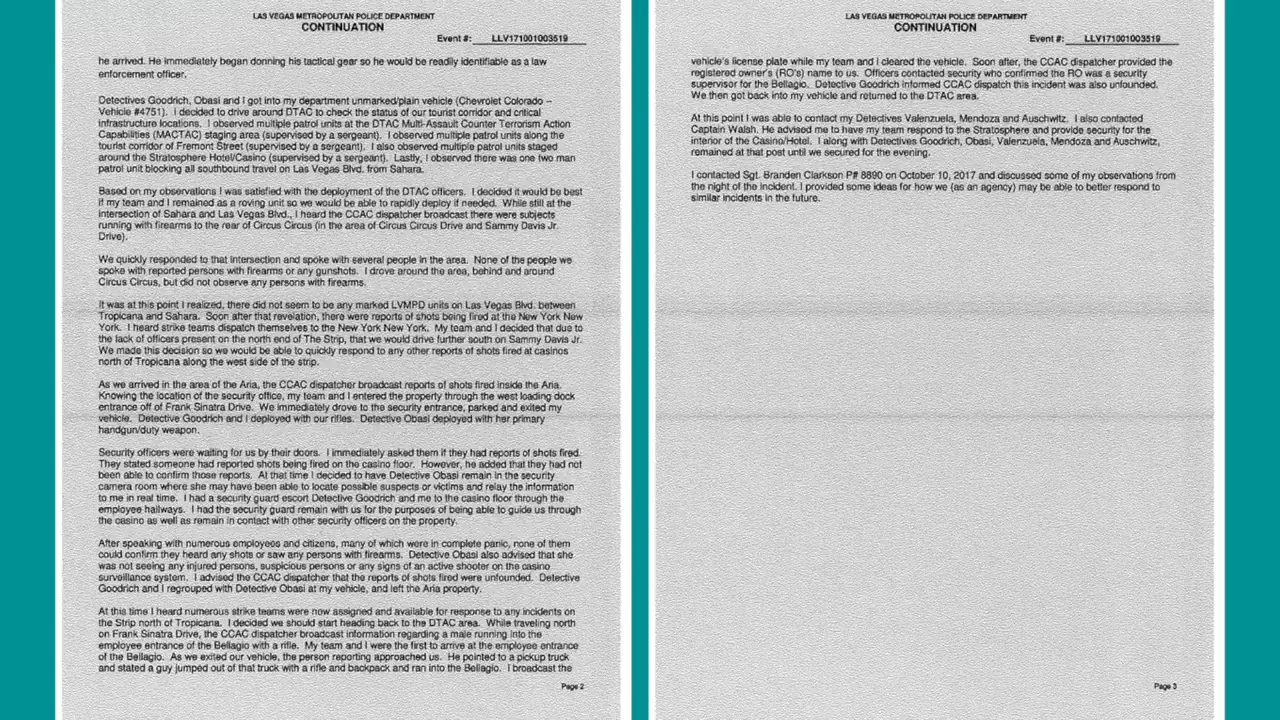 LAS VEGAS METROPOLITAN POLICE DEPARTMENT
CONTINUATION
Event #: LLV171001003519
he arrived. He immediately began donning his tactical gear so he would be readily identifiable as a law
enforcement officer.
Detectives Goodrich, Obasi and I got into my department unmarked/plain vehicle (Chevrolet Colorado –
Vehicle #4751). I decided to drive around DTAC to check the status of our tourist corridor and critical
infrastructure locations. I observed multiple patrol units at the DTAC Multi-Assault Counter Terrorism Action
Capabilities (MACTAC) staging area (supervised by a sergeant). I observed multiple patrol units along the
tourist corridor of Fremont Street (supervised by a sergeant). I also observed multiple patrol units staged
around the Stratosphere Hotel/Casino (supervised by a sergeant). Lastly, I observed there was one two man
patrol unit blocking all southbound travel on Las Vegas Blvd. from Sahara.
Based on my observations I was satisfied with the deployment of the DTAC officers. I decided it would be best
if my team and I remained as a roving unit so we would be able to rapidly deploy if needed. While still at the
intersection of Sahara and Las Vegas Blvd., I heard the CCAC dispatcher broadcast there were subjects
running with firearms to the rear of Circus Circus (in the area of Circus Circus Drive and Sammy Davis Jr.
Drive).
We quickly responded to that intersection and spoke with several people in the area. None of the people we
spoke with reported persons with firearms or any gunshots. I drove around the area, behind and around
Circus Circus, but did not observe any persons with firearms.
It was at this point I realized, there did not seem to be any marked LVMPD units on Las Vegas Blvd. between
Tropicana and Sahara. Soon after that revelation, there were reports of shots being fired at the New York New
York. I heard strike teams dispatch themselves to the New York New York. My team and I decided that due to
the lack of officers present on the north end of The Strip, that we would drive further south on Sammy Davis Jr.
We made this decision so we would be able to quickly respond to any other reports of shots fired at casinos
north of Tropicana along the west side of the strip.
As we arrived in the area of the Aria, the CCAC dispatcher broadcast reports of shots fired inside the Aria.
Knowing the location of the security office, my team and I entered the property through the west loading dock
entrance off of Frank Sinatra Drive. We immediately drove to the security entrance, parked and exited my
vehicle. Detective Goodrich and I deployed with our rifles. Detective Obasi deployed with her primary
handgun/duty weapon.
Security officers were waiting for us by their doors. I immediately asked them if they had reports of shots fired.
They stated someone had reported shots being fired on the casino floor. However, he added that they had not
been able to confirm those reports. At that time I decided to have Detective Obasi remain in the security
camera room where she may have been able to locate possible suspects or victims and relay the information
to me in real time. I had a security guard escort Detective Goodrich and me to the casino floor through the
employee hallways. I had the security guard remain with us for the purposes of being able to guide us through
the casino as well as remain in contact with other security officers on the property.
After speaking with numerous employees and citizens, many of which were in complete panic, none of them
could confirm they heard any shots or saw any persons with firearms. Detective Obasi also advised that she
was not seeing any injured persons, suspicious persons or any signs of an active shooter on the casino
surveillance system. I advised the CCAC dispatcher that the reports of shots fired were unfounded. Detective
Goodrich and I regrouped with Detective Obasi at my vehicle, and left the Aria property.
At this time I heard numerous strike teams were now assigned and available for response to any incidents on
the Strip north of Tropicana. I decided we should start heading back to the DTAC area. While traveling north
on Frank Sinatra Drive, the CCAC dispatcher broadcast information regarding a male running into the
employee entrance of the Bellagio with a rifle. My team and I were the first to arrive at the employee entrance
of the Bellagio. As we exited our vehicle, the person reporting approached us. He pointed to a pickup truck
and stated a guy jumped out of that truck with a rifle and backpack and ran into the Bellagio. I broadcast the
Page 2
LAS VEGAS METROPOLITAN POLICE DEPARTMENT
CONTINUATION
Event #: LLV171001003519
vehicle's license plate while my team and I cleared the vehicle. Soon after, the CCAC dispatcher provided the
registered owner's (RO's) name to us. Officers contacted security who confirmed the RO was a security
supervisor for the Bellagio. Detective Goodrich informed CCAC dispatch this incident was also unfounded.
We then got back into my vehicle and returned to the DTAC area.
At this point I was able to contact my Detectives Valenzuela, Mendoza and Auschwitz. I also contacted
Captain Walsh. He advised me to have my team respond to the Stratosphere and provide security for the
interior of the Casino/Hotel. I along with Detectives Goodrich, Obasi, Valenzuela, Mendoza and Auschwitz,
remained at that post until we secured for the evening.
I contacted Sgt. Branden Clarkson P# 8890 on October 10, 2017 and discussed some of my observations from
the night of the incident. I provided some ideas for how we (as an agency) may be able to better respond to
similar incidents in the future.
Page 3